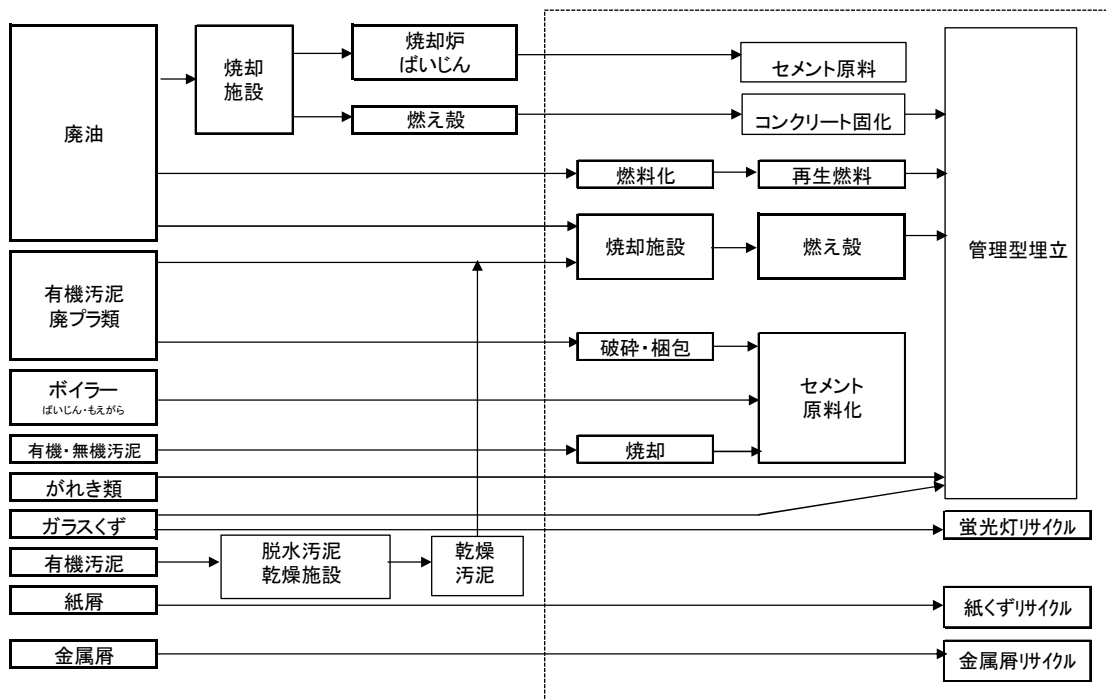 廃油
焼却
施設
焼却炉
ばいじん
燃え殻
セメント原料
コンクリート固化
燃料化
再生燃料
焼却施設
燃え殻
管理型埋立
有機汚泥
廃プラ類
破砕・梱包
セメント
原料化
ボイラー
ばいじん・もえがら
有機・無機汚泥
焼却
がれき類
ガラスくず
蛍光灯リサイクル
有機汚泥
脱水汚泥
乾燥施設
乾燥
汚泥
紙屑
紙くずリサイクル
金属屑
金属屑リサイクル